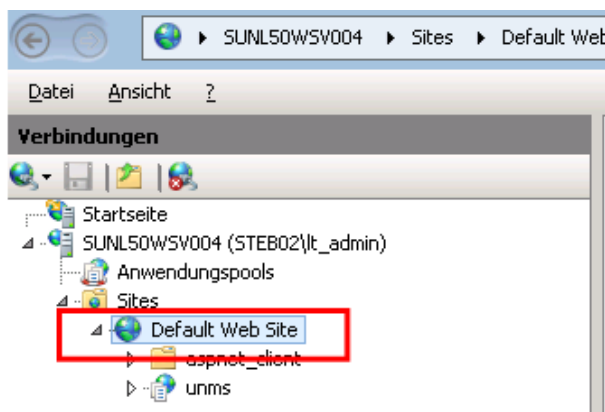 SUNL50WSV004 ▸ Sites ▸ Default Web
Datei Ansicht ?
Verbindungen
Startseite
SUNL50WSV004 (STEB02\lt_admin)
Anwendungspools
Sites
Default Web Site
aspnet_client
unms